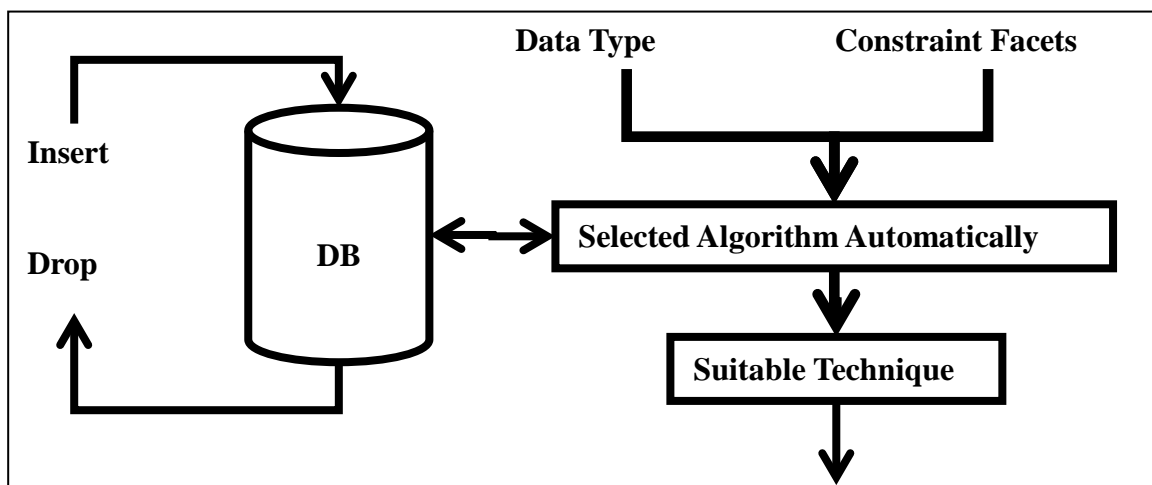 Data Type
Constraint Facets
Insert
Drop
DB
Selected Algorithm Automatically
Suitable Technique